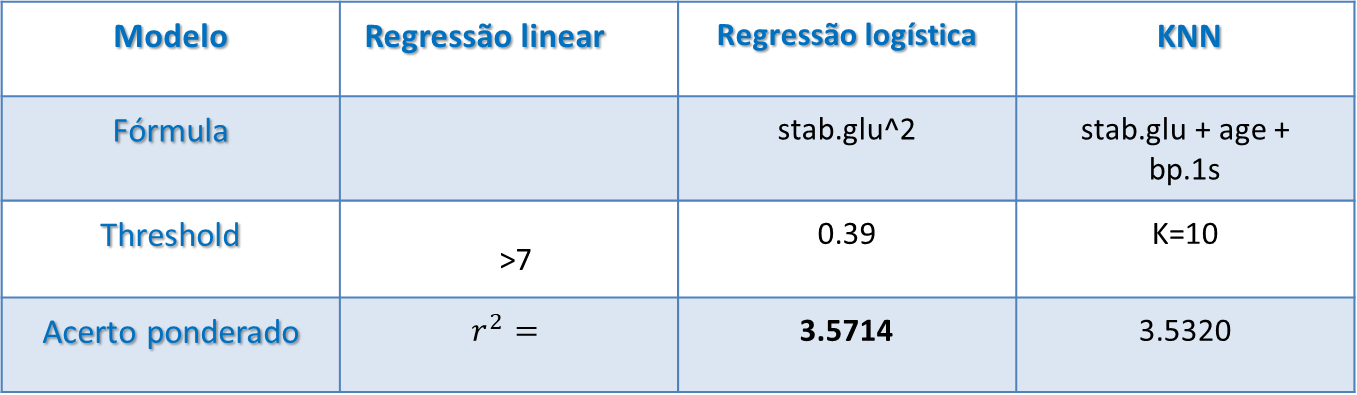 Modelo
Regressão linear
Regressão logística
KNN
Fórmula
stab.glu^2
stab.glu + age +
bp.1s
Threshold
>7
0.39
K=10
Acerto ponderado
r² =
3.5714
3.5320